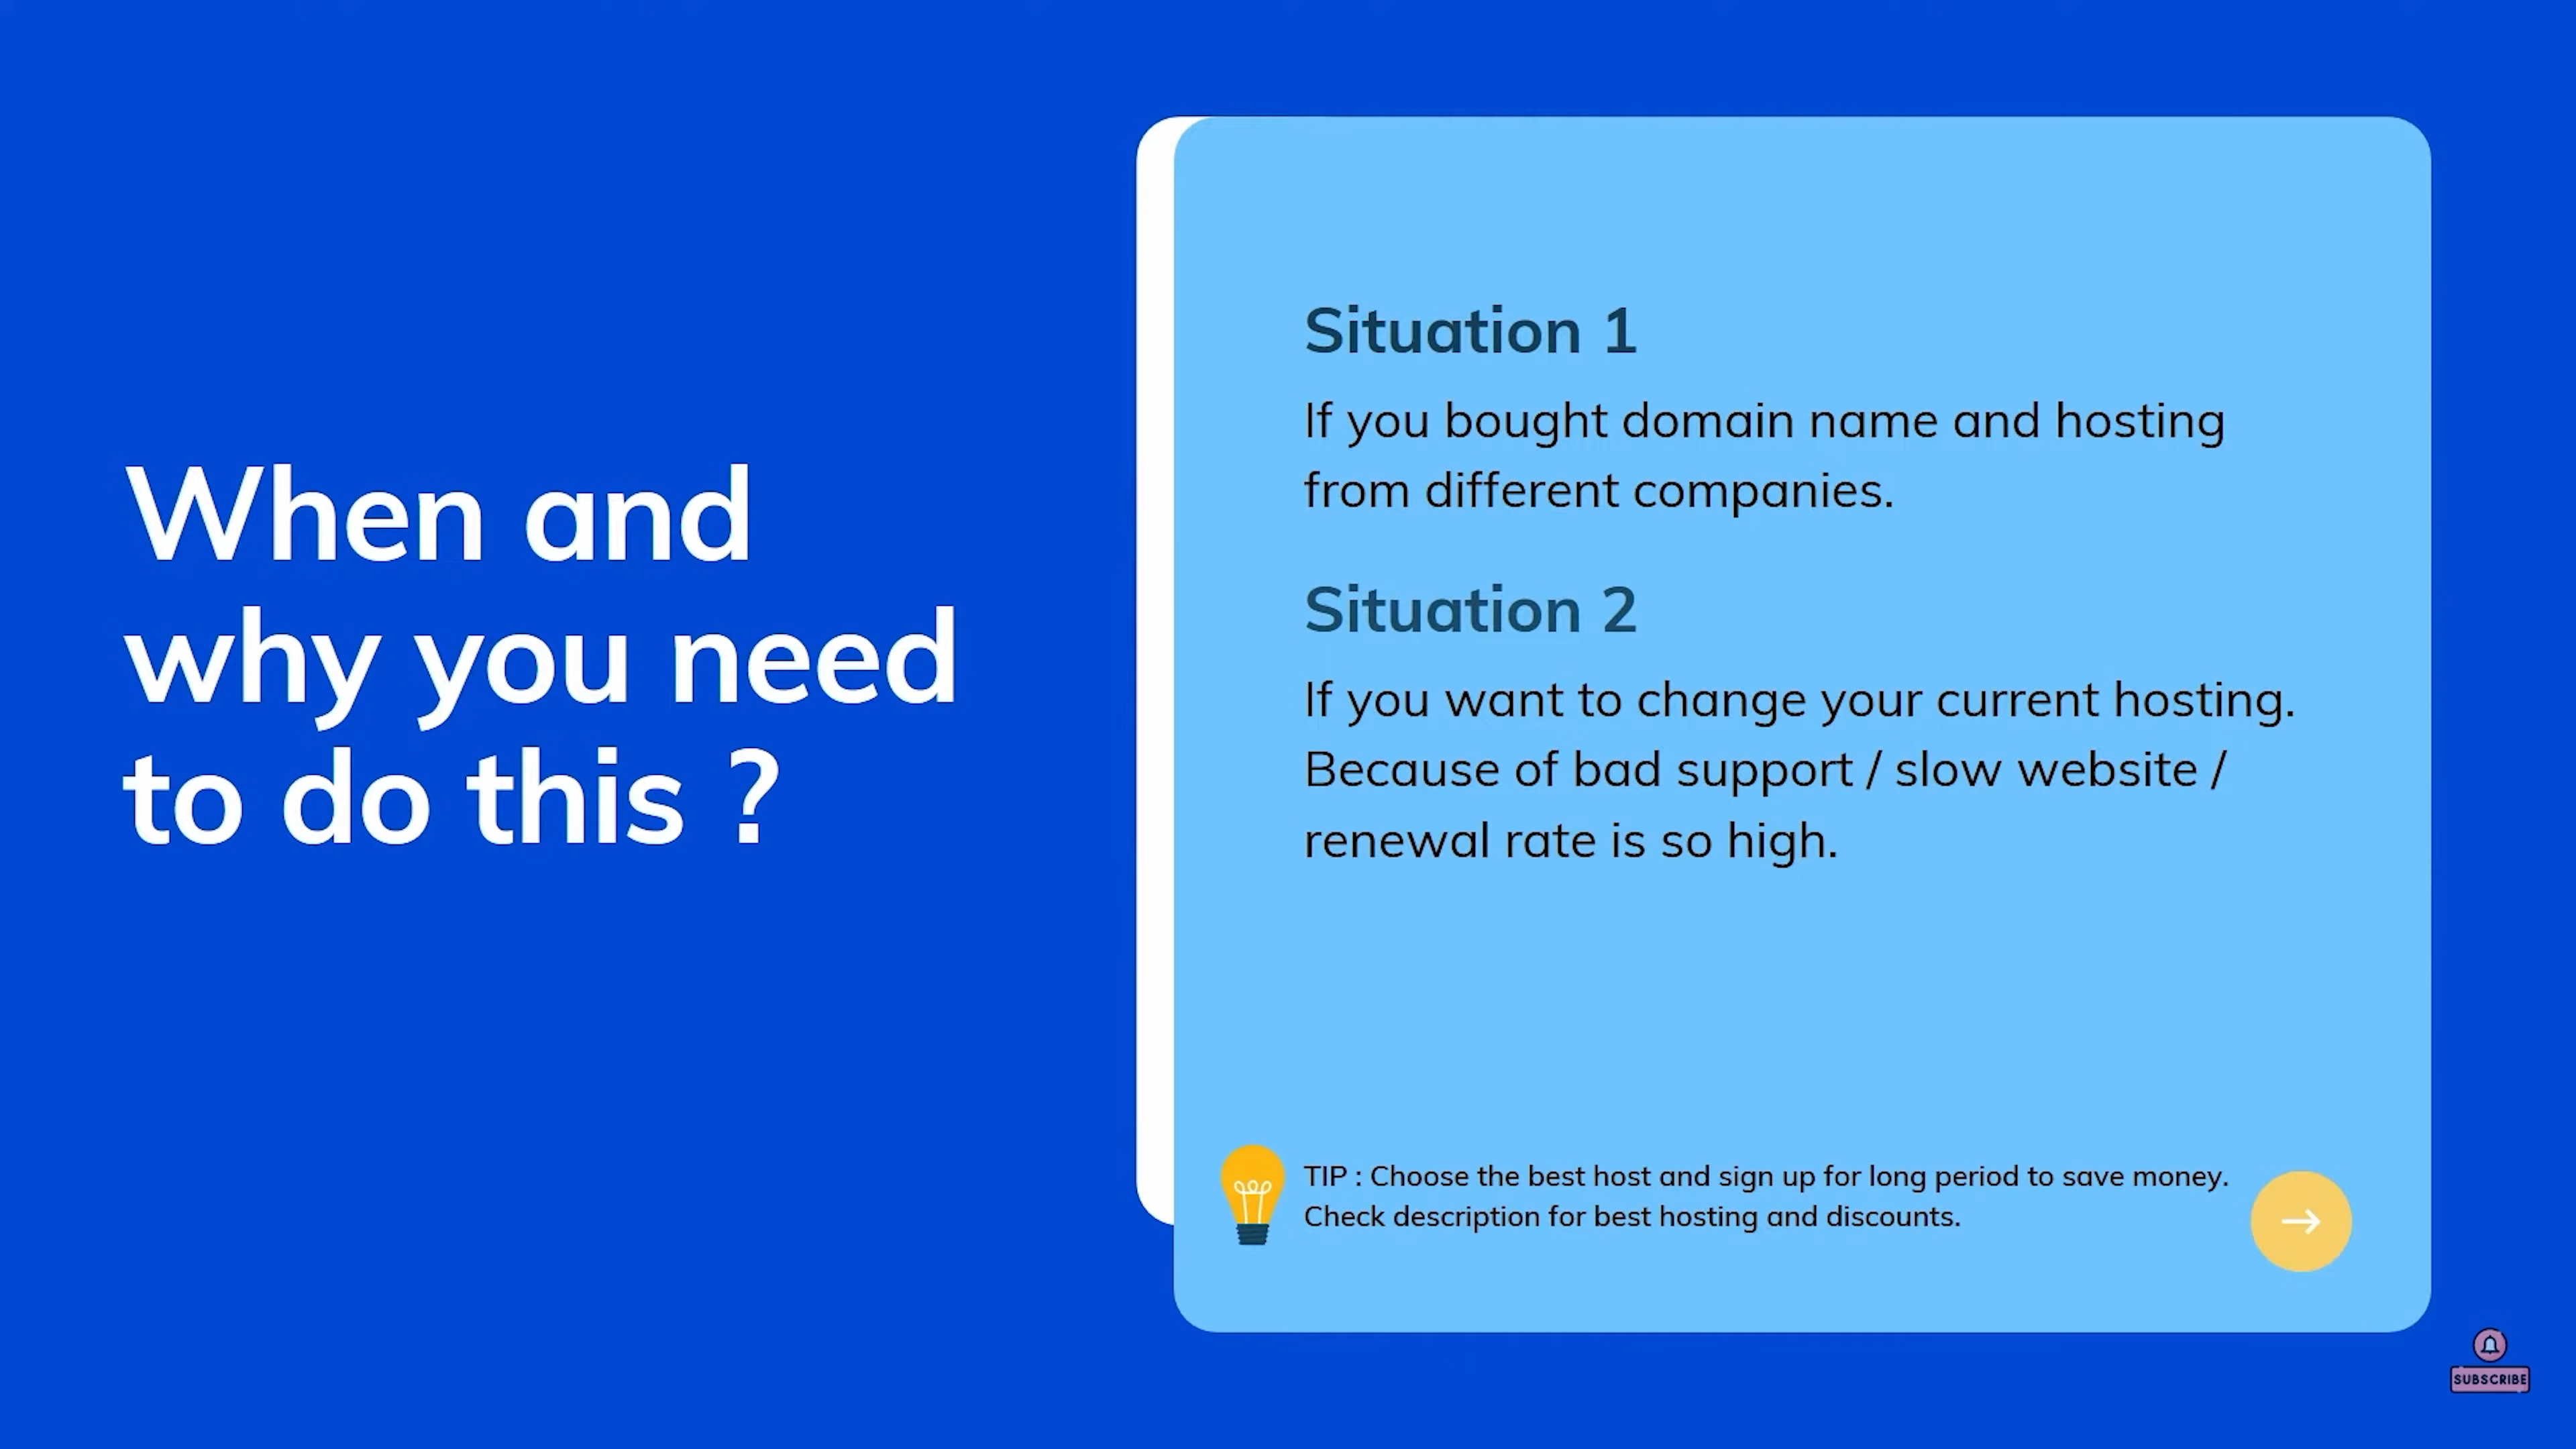 When and
why you need
to do this ?
Situation 1
If you bought domain name and hosting
from different companies.
Situation 2
If you want to change your current hosting.
Because of bad support / slow website /
renewal rate is so high.
TIP : Choose the best host and sign up for long period to save money.
Check description for best hosting and discounts.
SUBSCRIBE